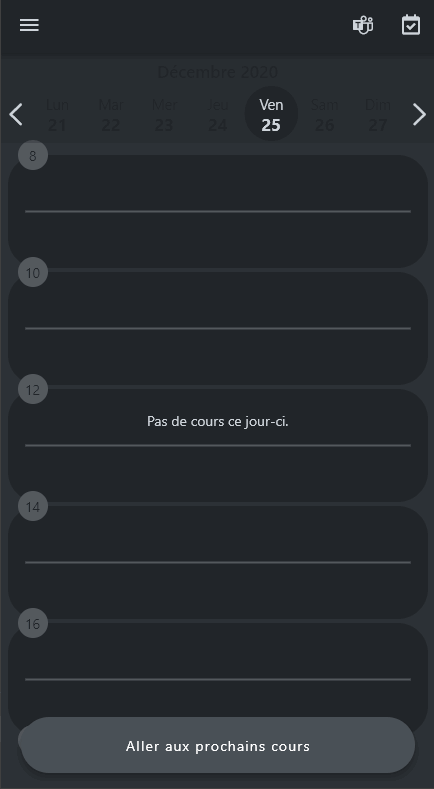 Décembre 2020
Lun Mar Mer Jeu Ven Sam Dim
21 22 23 24 25 26 27
8
10
12
Pas de cours ce jour-ci.
14
16
Aller aux prochains cours